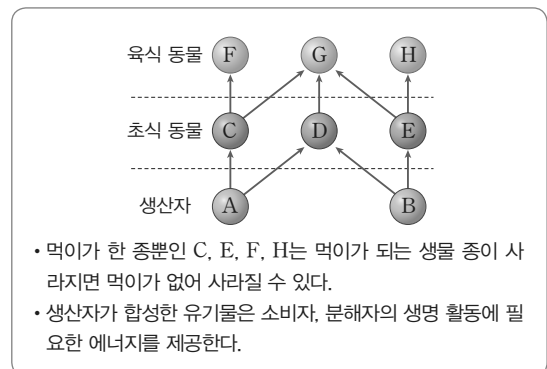 육식 동물 F G H
초식 동물 C D E
생산자 A B
• 먹이가 한 종뿐인 C, E, F, H는 먹이가 되는 생물 종이 사
라지면 먹이가 없어 사라질 수 있다.
• 생산자가 합성한 유기물은 소비자, 분해자의 생명 활동에 필
요한 에너지를 제공한다.